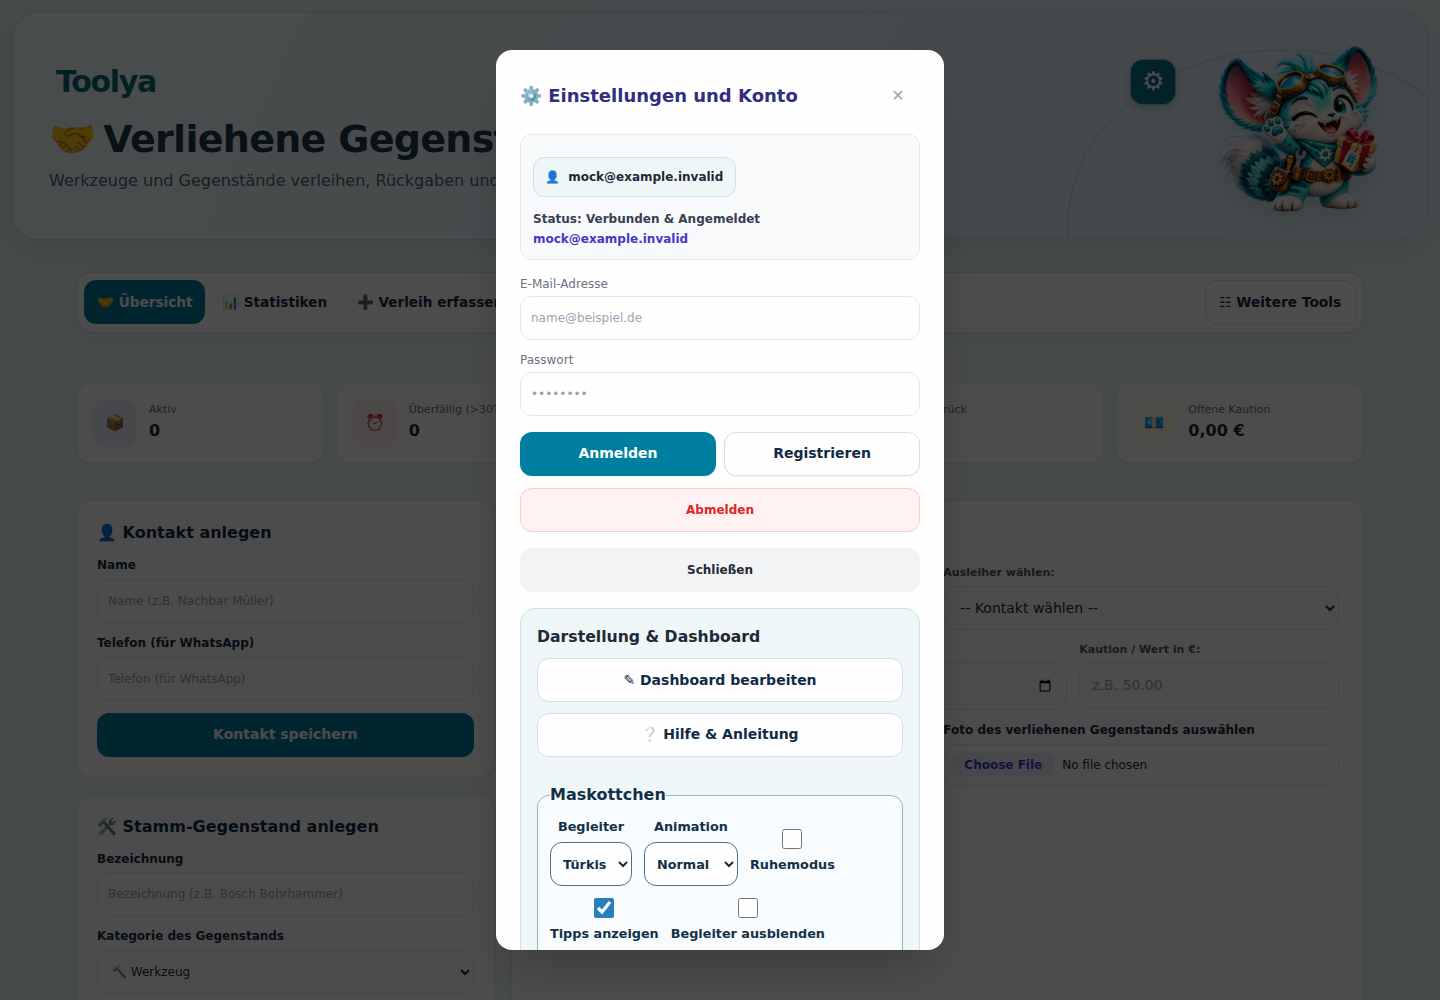 Toolya
🤝 Verliehene Gegens
Werkzeuge und Gegenstände verleihen, Rückgaben und
⚙️ Einstellungen und Konto ×
👤 mock@example.invalid
Status: Verbunden & Angemeldet
mock@example.invalid
E-Mail-Adresse
name@beispiel.de
Passwort
••••••••
Anmelden Registrieren
Abmelden
Schließen
Darstellung & Dashboard
✎ Dashboard bearbeiten
❔ Hilfe & Anleitung
Maskottchen
Begleiter Animation
Türkis Normal Ruhemodus
Tipps anzeigen Begleiter ausblenden
🤝 Übersicht 📊 Statistiken ➕ Verleih erfassen ☷ Weitere Tools
Aktiv
0
Überfällig (>30
0
rück
Offene Kaution
0,00 €
👤 Kontakt anlegen
Name
Name (z.B. Nachbar Müller)
Telefon (für WhatsApp)
Telefon (für WhatsApp)
Kontakt speichern
🛠️ Stamm-Gegenstand anlegen
Bezeichnung
Bezeichnung (z.B. Bosch Bohrhammer)
Kategorie des Gegenstands
🔨 Werkzeug
Ausleiher wählen:
-- Kontakt wählen --
Kaution / Wert in €:
z.B. 50.00
Foto des verliehenen Gegenstands auswählen
Choose File No file chosen